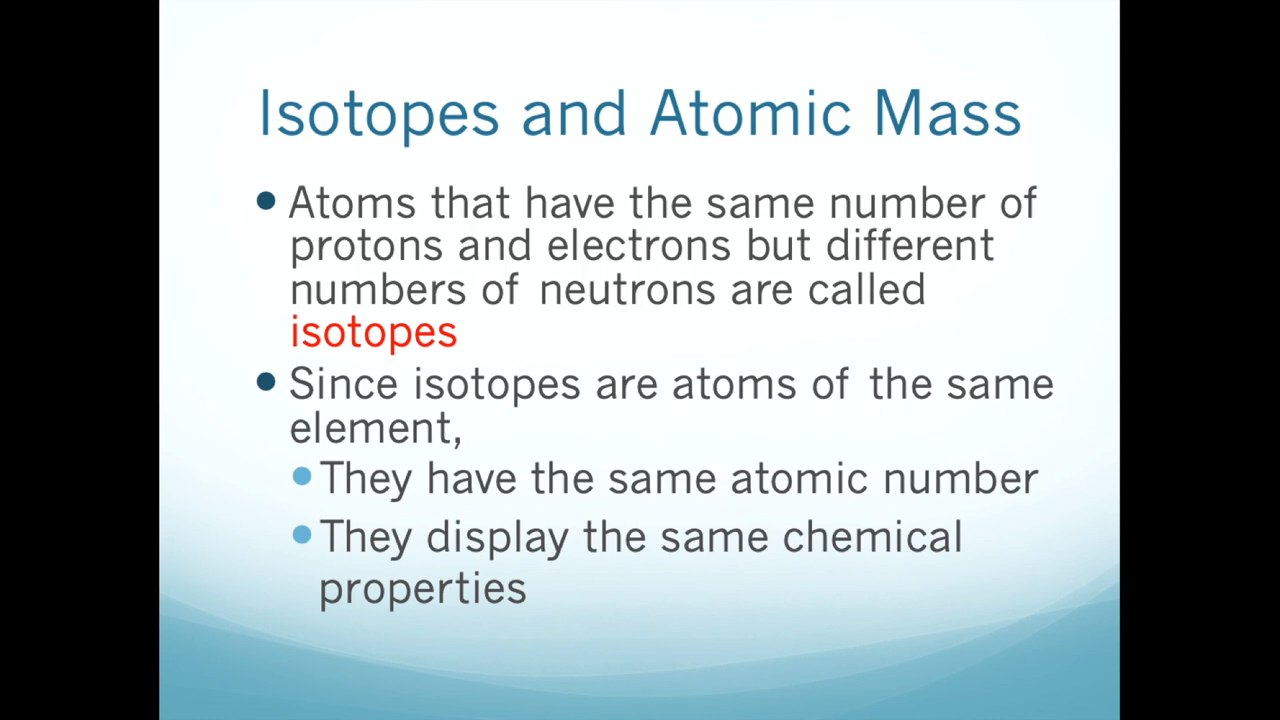 Isotopes and Atomic Mass
• Atoms that have the same number of
protons and electrons but different
numbers of neutrons are called
isotopes
• Since isotopes are atoms of the same
element,
• They have the same atomic number
• They display the same chemical
properties